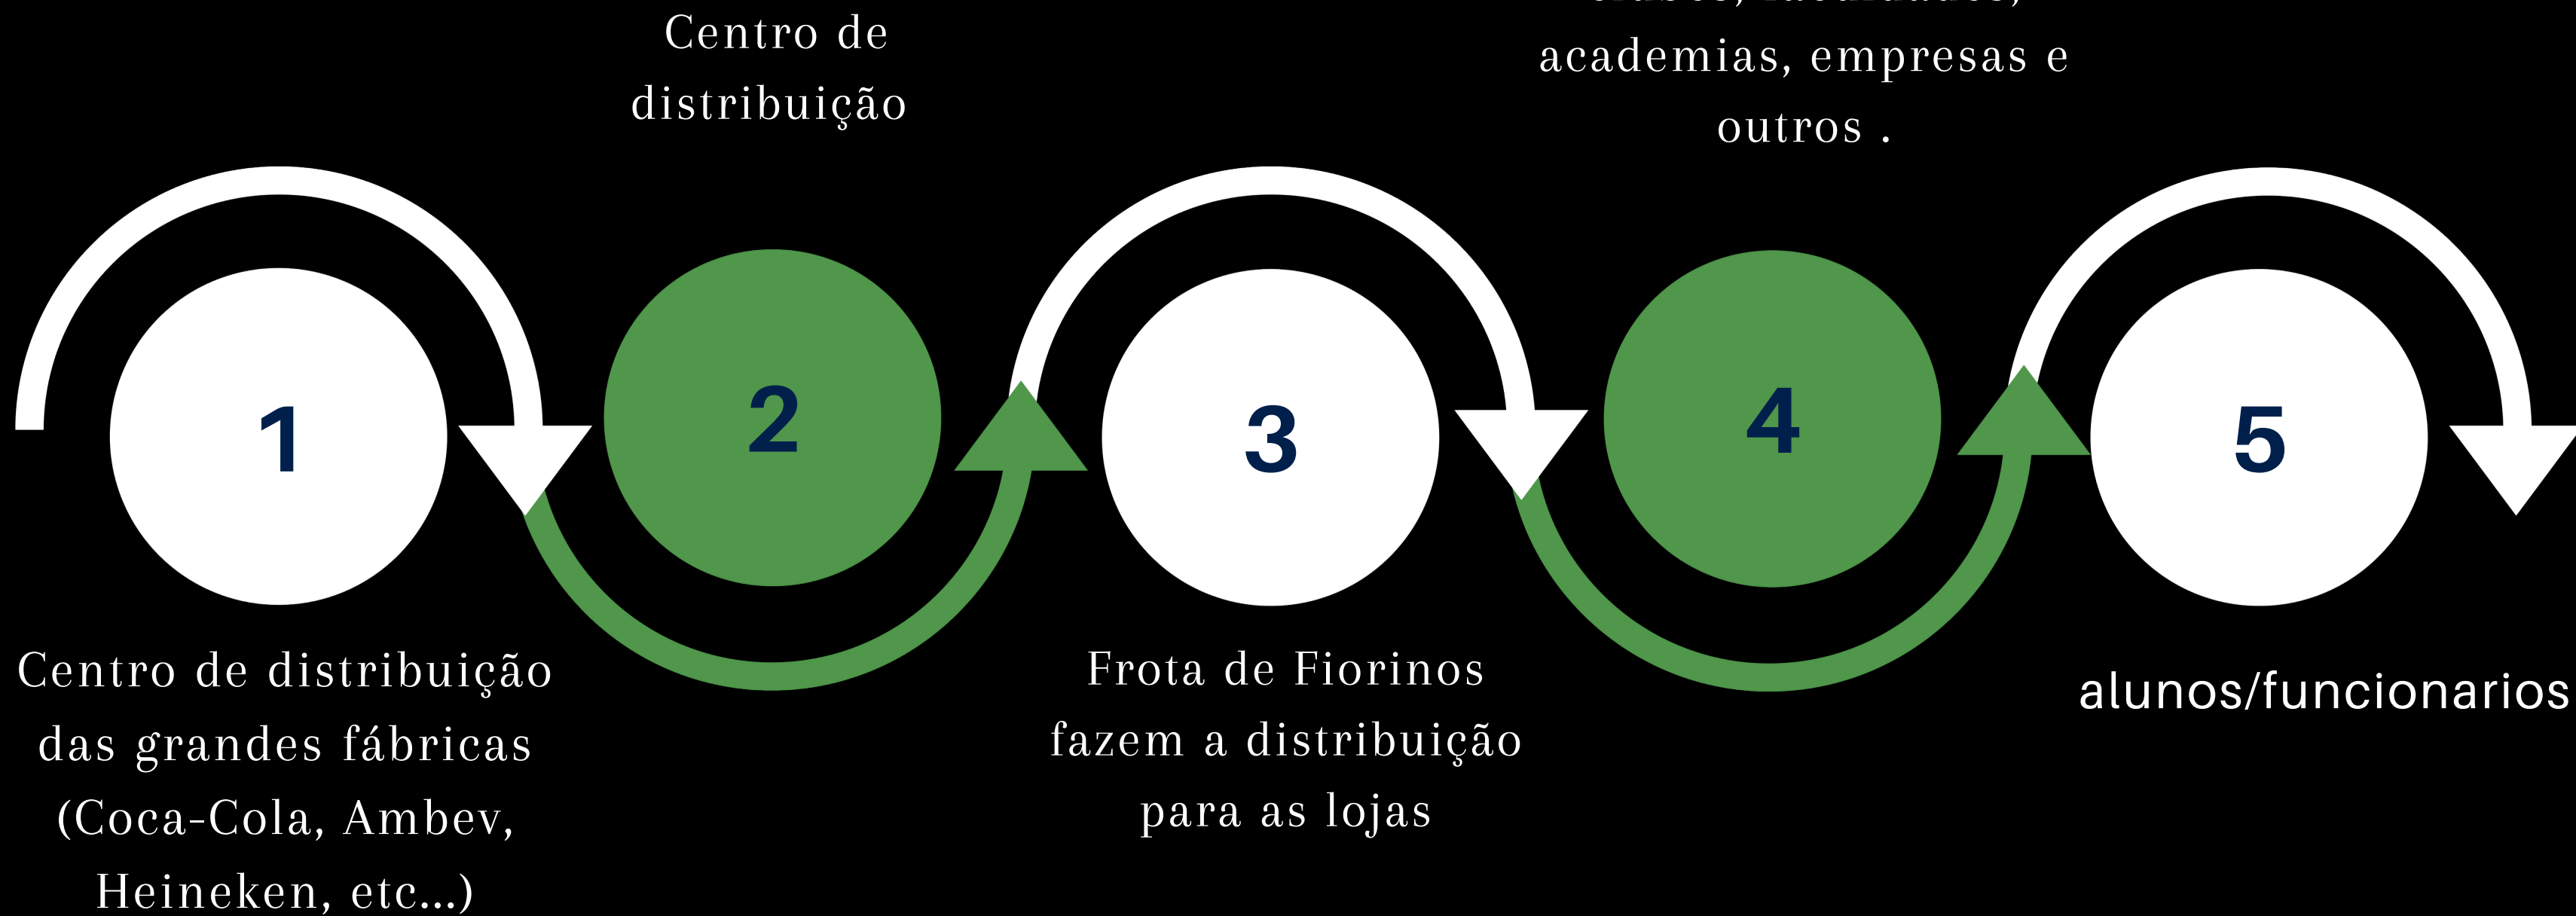 Centro de
distribuição
academias, empresas e
outros .
1
2
3
4
5
Centro de distribuição
das grandes fábricas
(Coca-Cola, Ambev,
Heineken, etc...)
Frota de Fiorinos
fazem a distribuição
para as lojas
alunos/funcionarios